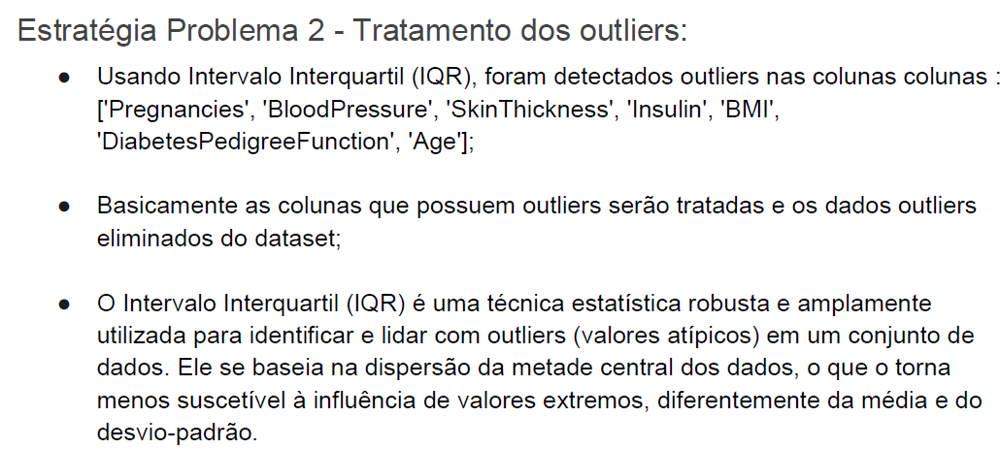 Estratégia Problema 2 - Tratamento dos outliers:
● Usando Intervalo Interquartil (IQR), foram detectados outliers nas colunas colunas :
['Pregnancies', 'BloodPressure', 'SkinThickness', 'Insulin', 'BMI',
'DiabetesPedigreeFunction', 'Age'];
● Basicamente as colunas que possuem outliers serão tratadas e os dados outliers
eliminados do dataset;
● O Intervalo Interquartil (IQR) é uma técnica estatística robusta e amplamente
utilizada para identificar e lidar com outliers (valores atípicos) em um conjunto de
dados. Ele se baseia na dispersão da metade central dos dados, o que o torna
menos suscetível à influência de valores extremos, diferentemente da média e do
desvio-padrão.